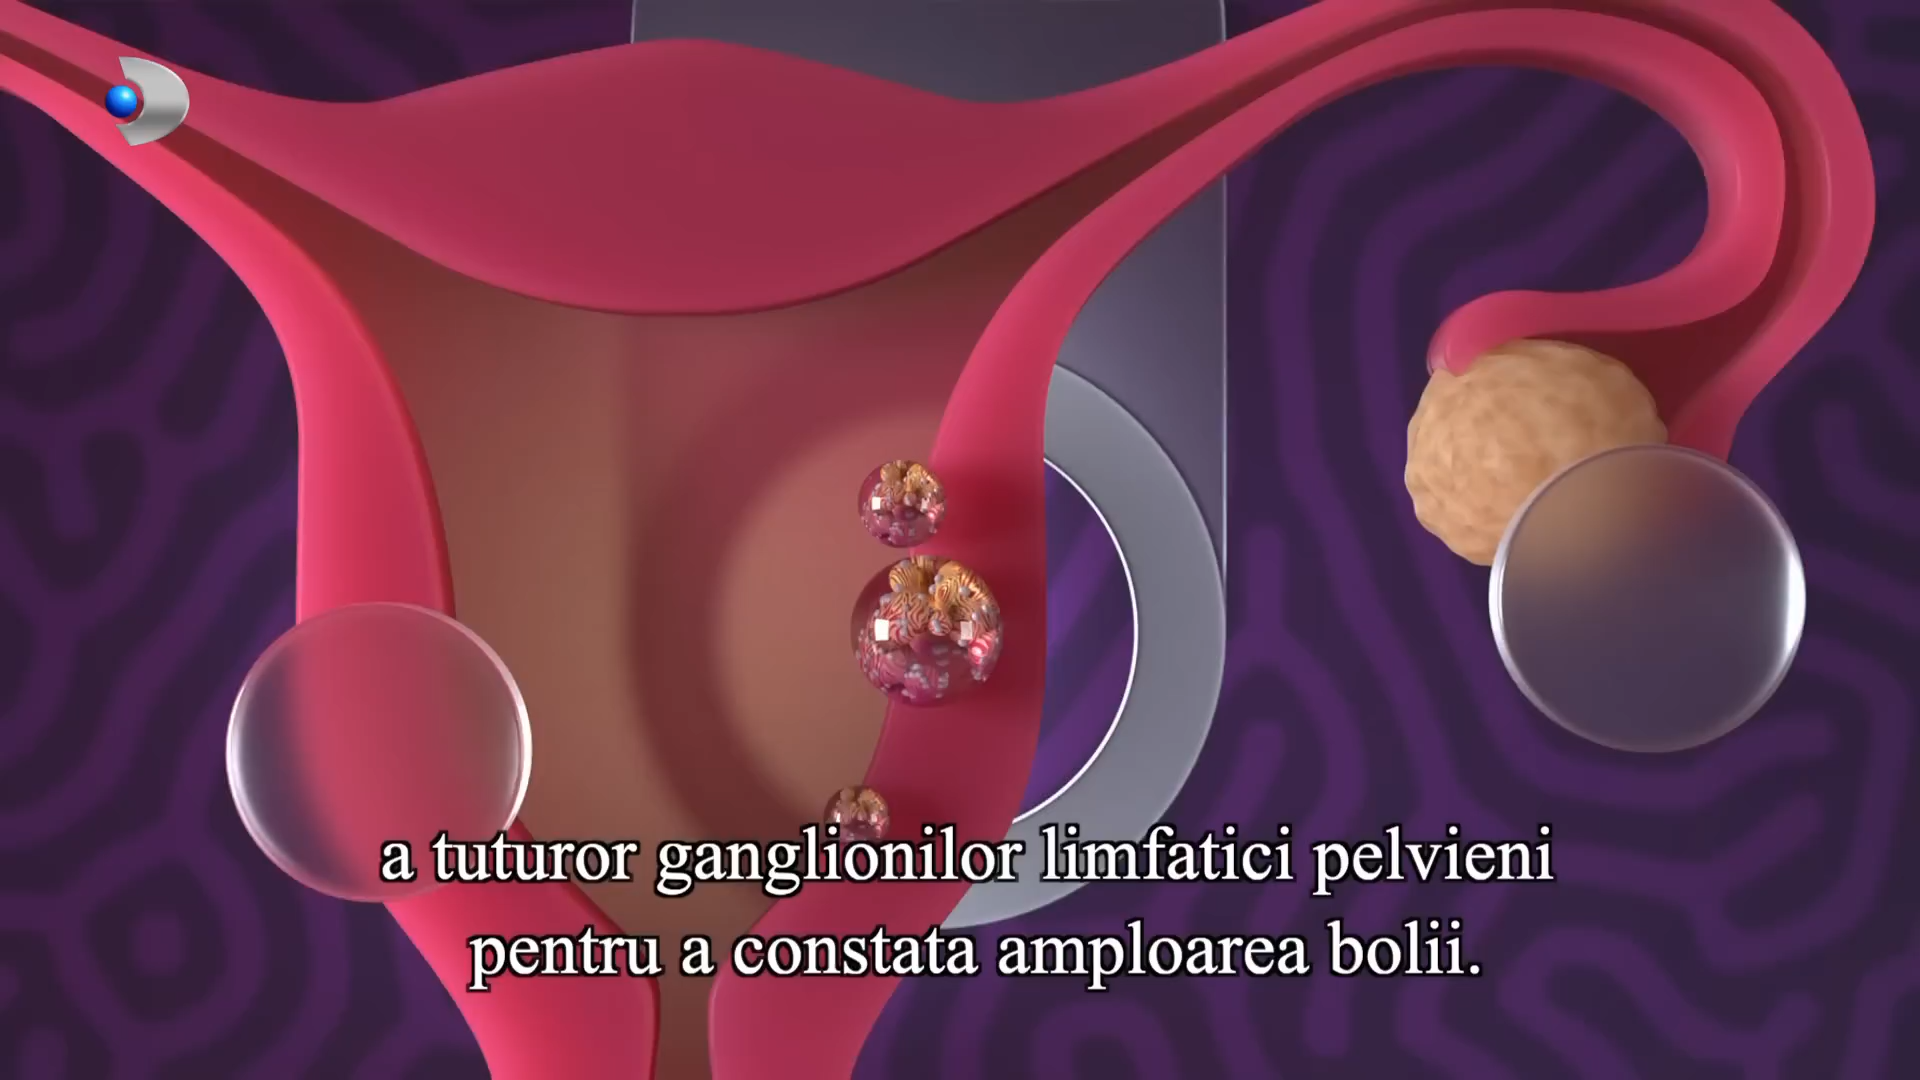 a tuturor ganglionilor limfatici pelvieni
pentru a constata amploarea bolii.